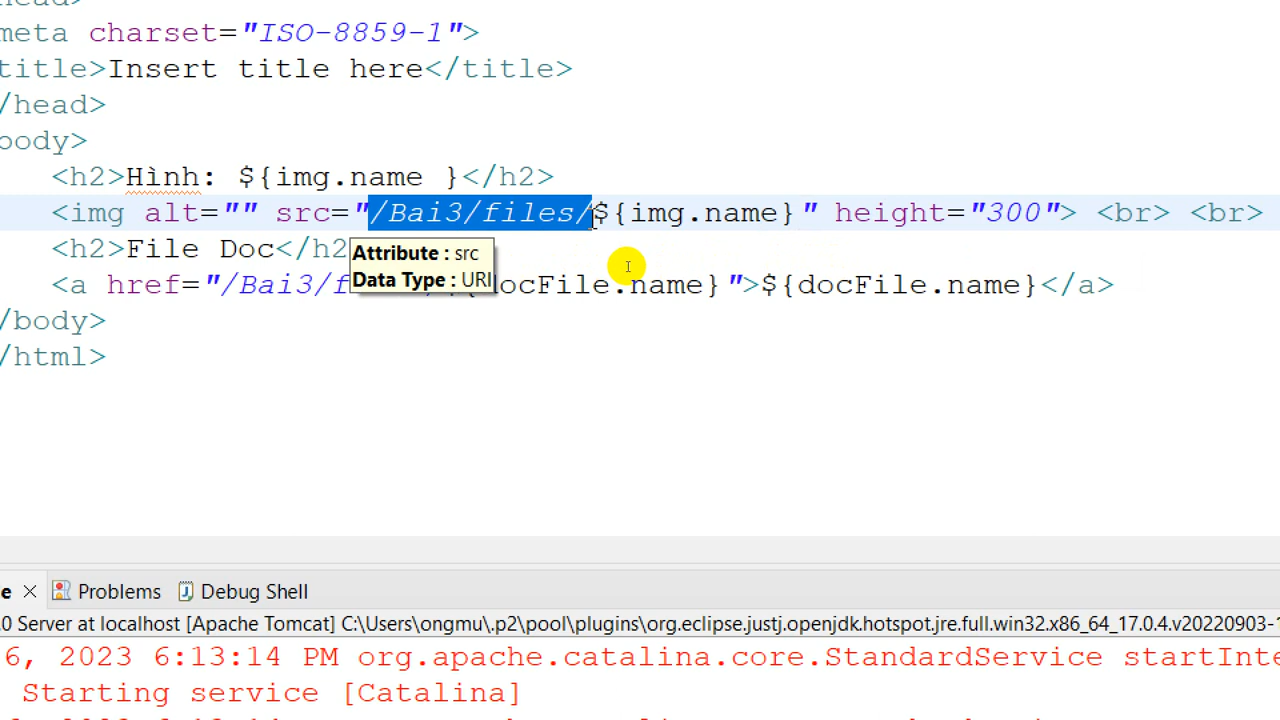 head>
meta charset="ISO-8859-1">
title>Insert title here</title>
/head>
body>
<h2>Hình: ${img.name }</h2>
<img alt="" src="/Bai3/files/${img.name}" height="300"> <br> <br>
<h2>File Doc</h2
Attribute : src
Data Type : URI
<a href="/Bai3/f docFile.name}">${docFile.name}</a>
/body>
/html>
e Problems Debug Shell
.0 Server at localhost [Apache Tomcat] C:\Users\ongmu\.p2\pool\plugins\org.eclipse.justj.openjdk.hotspot.jre.full.win32.x86_64_17.0.4.v20220903-1
6, 2023 6:13:14 PM org.apache.catalina.core.StandardService startInte
Starting service [Catalina]